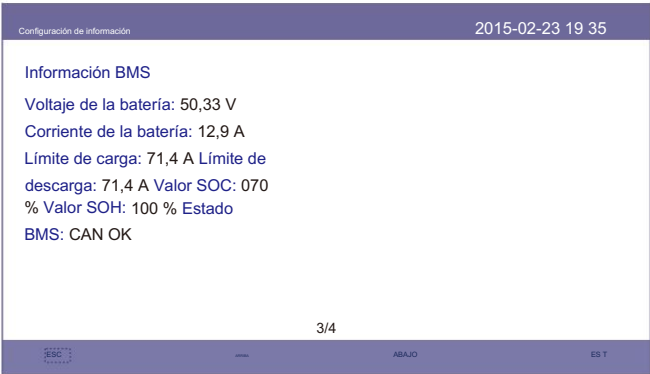 Configuración de información
2015-02-23 19 35
Información BMS
Voltaje de la batería: 50,33 V
Corriente de la batería: 12,9 A
Límite de carga: 71,4 A Límite de
descarga: 71,4 A Valor SOC: 070
% Valor SOH: 100 % Estado
BMS: CAN OK
3/4
ESC
ABAJO
ES T